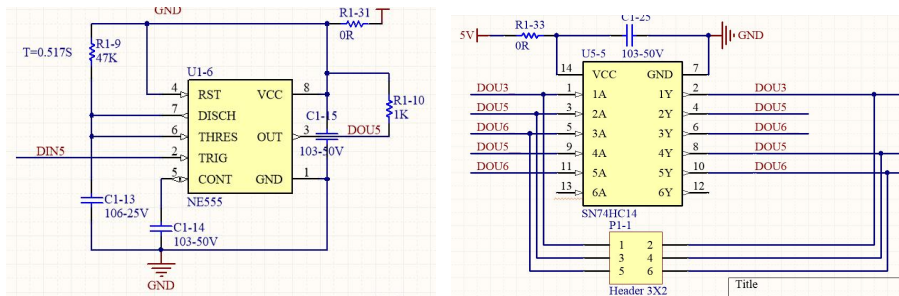 GND
R1-31
0R
T=0.517S
R1-9
47K
U1-6
4 RST VCC 8
7 DISCH
6 THRES OUT 3
2 TRIG
5 CONT GND 1
NE555
C1-15
103-50V
R1-10
1K
DOU5
DIN5
C1-13
106-25V
C1-14
103-50V
GND
5V
R1-33
0R
C1-25
103-50V
GND
U5-5
14 VCC GND 7
DOU3 1 1A 1Y 2 DOU3
DOU5 3 2A 2Y 4 DOU5
DOU6 5 3A 3Y 6 DOU6
DOU5 9 4A 4Y 8 DOU5
DOU6 11 5A 5Y 10 DOU6
13 6A 6Y 12
SN74HC14
P1-1
1 2
3 4
5 6
Header 3X2
Title